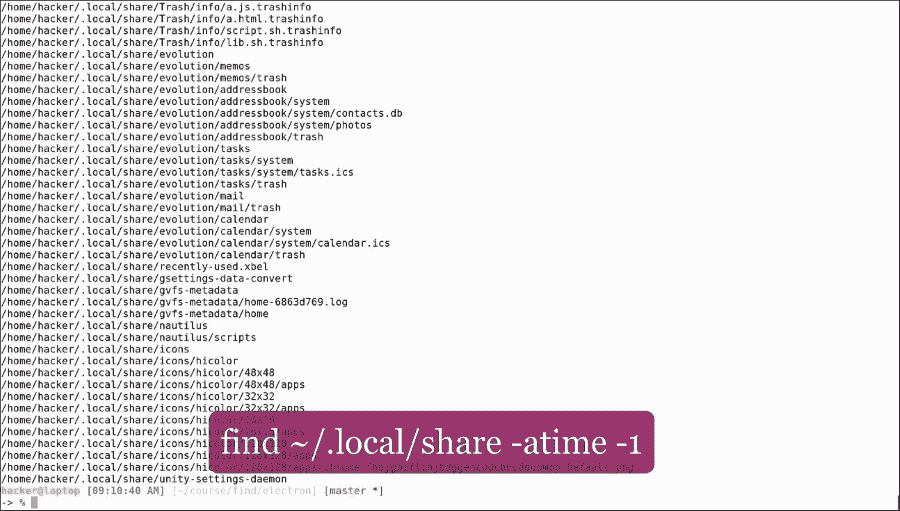 /home/hacker/.local/share/Trash/info/a.js.trashinfo
/home/hacker/.local/share/Trash/info/a.html.trashinfo
/home/hacker/.local/share/Trash/info/script.sh.trashinfo
/home/hacker/.local/share/Trash/info/lib.sh.trashinfo
/home/hacker/.local/share/evolution
/home/hacker/.local/share/evolution/memos
/home/hacker/.local/share/evolution/memos/trash
/home/hacker/.local/share/evolution/addressbook
/home/hacker/.local/share/evolution/addressbook/system
/home/hacker/.local/share/evolution/addressbook/system/contacts.db
/home/hacker/.local/share/evolution/addressbook/system/photos
/home/hacker/.local/share/evolution/addressbook/trash
/home/hacker/.local/share/evolution/tasks
/home/hacker/.local/share/evolution/tasks/system
/home/hacker/.local/share/evolution/tasks/system/tasks.ics
/home/hacker/.local/share/evolution/tasks/trash
/home/hacker/.local/share/evolution/mail
/home/hacker/.local/share/evolution/mail/trash
/home/hacker/.local/share/evolution/calendar
/home/hacker/.local/share/evolution/calendar/system
/home/hacker/.local/share/evolution/calendar/system/calendar.ics
/home/hacker/.local/share/evolution/calendar/trash
/home/hacker/.local/share/recently-used.xbel
/home/hacker/.local/share/gsettings-data-convert
/home/hacker/.local/share/gvfs-metadata
/home/hacker/.local/share/gvfs-metadata/home-6863d769.log
/home/hacker/.local/share/gvfs-metadata/home
/home/hacker/.local/share/nautilus
/home/hacker/.local/share/nautilus/scripts
/home/hacker/.local/share/icons
/home/hacker/.local/share/icons/hicolor
/home/hacker/.local/share/icons/hicolor/48x48
/home/hacker/.local/share/icons/hicolor/48x48/apps
/home/hacker/.local/share/icons/hicolor/32x32
/home/hacker/.local/share/icons/hicolor/32x32/apps
/home/hacker/.local/share/icons/
/home/hacker/.local/share/icons/
/home/hacker/.local/share/icons/
/home/hacker/.local/share/icons/
/home/hacker/.local/share/icons/
/home/hacker/.local/share/unity-settings-daemon
find ~/.local/share -atime -1
hacker@laptop [09:10:40 AM] [~/course/find/electron] [master *]
-> %